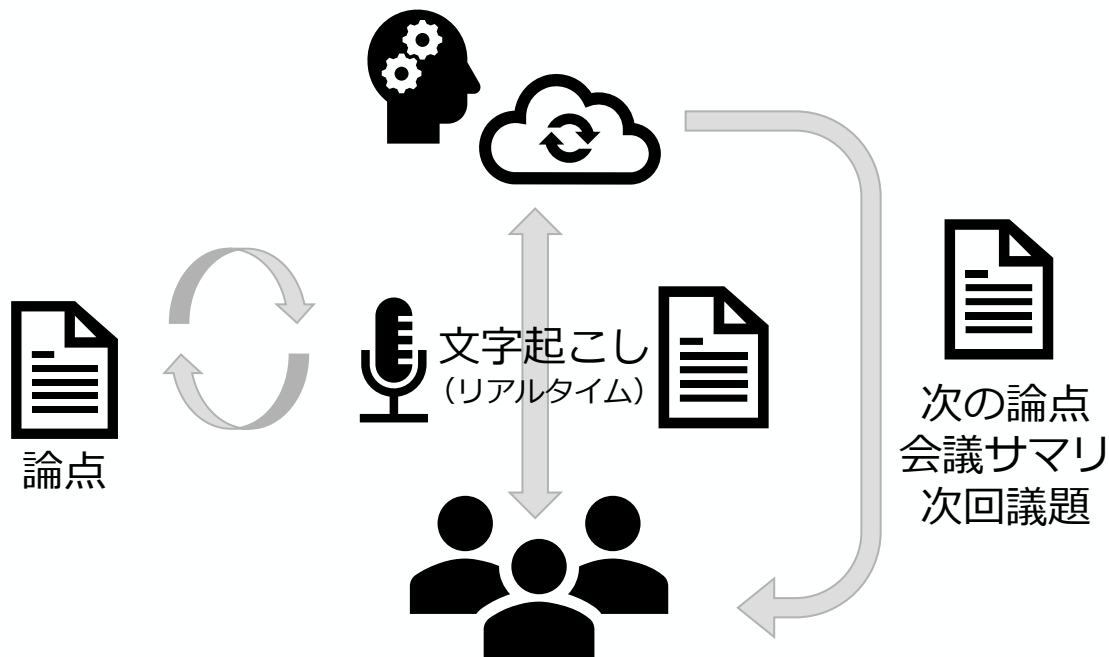 文字起こし
（リアルタイム）
論点
次の論点
会議サマリ
次回議題